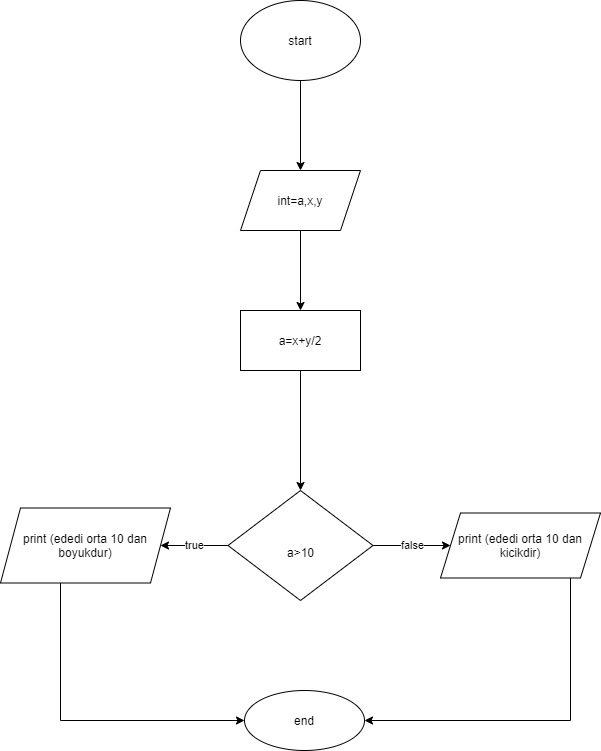 start
int=a,x,y
a=x+y/2
a>10
true
false
print (ededi orta 10 dan
boyukdur)
print (ededi orta 10 dan
kicikdir)
end